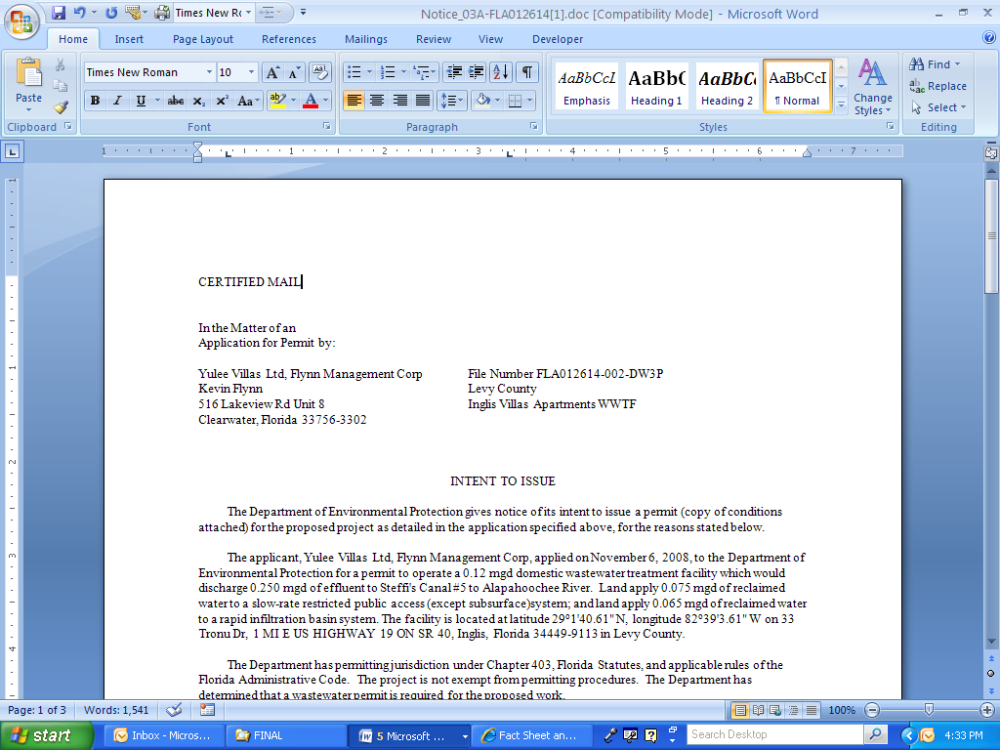 Times New Ro
Notice_03A-FLA012614[1].doc [Compatibility Mode] - Microsoft Word
Home Insert Page Layout References Mailings Review View Developer
Paste
Clipboard
Times New Roman 10
B I U abc X₂ X² Aa
ab A
Font
Paragraph
AaBbCcI AaBbC AaBbCc AaBbCcI
Emphasis Heading 1 Heading 2 ¶ Normal
Change Styles
Styles
Find
Replace
Select
Editing
1 1 2 3 4 5 6 7
CERTIFIED MAIL
In the Matter of an
Application for Permit by:
Yulee Villas Ltd, Flynn Management Corp File Number FLA012614-002-DW3P
Kevin Flynn Levy County
516 Lakeview Rd Unit 8 Inglis Villas Apartments WWTF
Clearwater, Florida 33756-3302
INTENT TO ISSUE
The Department of Environmental Protection gives notice of its intent to issue a permit (copy of conditions
attached) for the proposed project as detailed in the application specified above, for the reasons stated below.
The applicant, Yulee Villas Ltd, Flynn Management Corp, applied on November 6, 2008, to the Department of
Environmental Protection for a permit to operate a 0.12 mgd domestic wastewater treatment facility which would
discharge 0.250 mgd of effluent to Steffi's Canal #5 to Alapahoochee River. Land apply 0.075 mgd of reclaimed
water to a slow-rate restricted public access (except subsurface)system; and land apply 0.065 mgd of reclaimed water
to a rapid infiltration basin system. The facility is located at latitude 29°1'40.61" N, longitude 82°39'3.61" W on 33
Tronu Dr, 1 MI E US HIGHWAY 19 ON SR 40, Inglis, Florida 34449-9113 in Levy County.
The Department has permitting jurisdiction under Chapter 403, Florida Statutes, and applicable rules of the
Florida Administrative Code. The project is not exempt from permitting procedures. The Department has
determined that a wastewater permit is required for the proposed work.
Page: 1 of 3 Words: 1,541 100%
start Inbox - Micros... FINAL 5 Microsoft ... Fact Sheet an... Search Desktop 4:33 PM